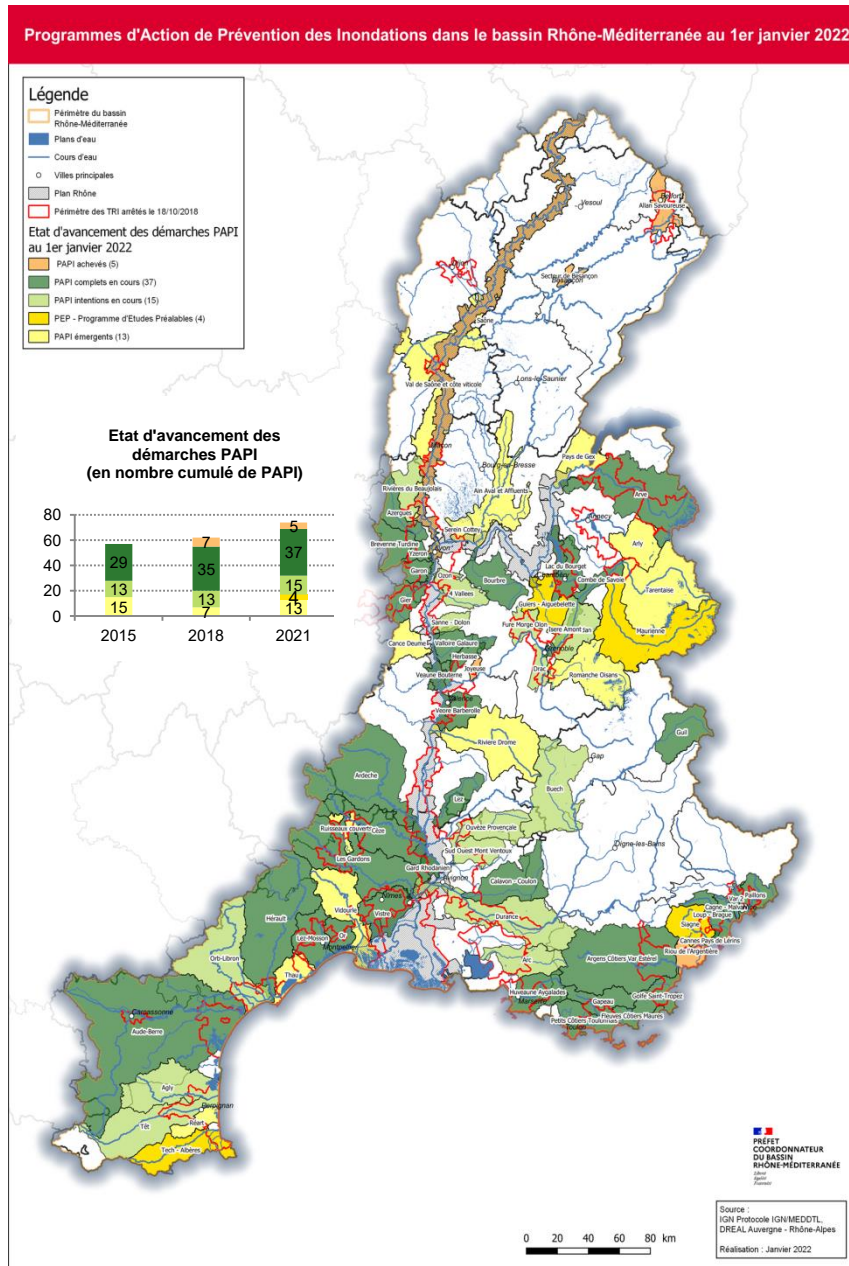 Programmes d'Action de Prévention des Inondations dans le bassin Rhône-Méditerranée au 1er janvier 2022
Légende
Périmètre du bassin
Rhône-Méditerranée
Plans d'eau
Cours d'eau
Villes principales
Plan Rhône
Périmètre des TRI arrêtés le 18/10/2018
Etat d'avancement des démarches PAPI
au 1er janvier 2022
PAPI achevés (5)
PAPI complets en cours (37)
PAPI intentions en cours (15)
PEP - Programme d'Etudes Préalables (4)
PAPI émergents (13)
Etat d'avancement des
démarches PAPI
(en nombre cumulé de PAPI)
80
60
40
20
0
29
13
15
7
35
13
7
5
37
15
4
13
2015
2018
2021
Vesoul
Belfort
Allan Savoureuse
Dijon
Secteur de Besançon
Besançon
Saône
Val de Saône et côte viticole
Lons-le-Saunier
Mâcon
Bourg-en-Bresse
Pays de Gex
Rivières du Beaujolais
Ain Aval et Affluents
Arve
Azergues
Serein Cottey
Annecy
Brevenne Turdine
Lyon
Yzeron
Arly
Garon
Ozon
Bourbre
Lac du Bourget
Chambéry
Combe de Savoie
Tarentaise
Gier
4 Vallées
Guiers - Aiguebelette
Maurienne
Sanne - Dolon
Fure Morge Olon
Isère Amont
Cance Deume
Valloire Galaure
Grenoble
Herbasse
Drac
Joyeuse
Romanche Oisans
Veaune Bouterne
Valence
Véore Barberolle
Guil
Rivière Drome
Gap
Ardeche
Buech
Lez
Ruisseaux couverts
Cèze
Ouvèze Provençale
Les Gardons
Sud Ouest Mont Ventoux
Digne-les-Bains
Gard Rhodanien
Avignon
Calavon - Coulon
Var
Paillons
Nice
Nîmes
Vidourle
Vistre
Cagne - Malvan
Loup - Brague
Hérault
Durance
Siagne
Cannes Pays de Lérins
Lez-Mosson
Or
Montpellier
Riou de l'Argentière
Orb-Libron
Arc
Argens Côtiers Var Estérel
Thau
Huveaune Aygalades
Marseille
Gapeau
Golfe Saint-Tropez
Fleuves Côtiers Maures
Petits Côtiers Toulonnais
Toulon
Carcassonne
Aude-Berre
Agly
Perpignan
Têt
Réart
Tech - Albères
PRÉFET
COORDONNATEUR
DU BASSIN
RHÔNE-MÉDITERRANÉE
Liberté
Égalité
Fraternité
Source :
IGN Protocole IGN/MEDDTL,
DREAL Auvergne - Rhône-Alpes
Réalisation : Janvier 2022
0 20 40 60 80 km